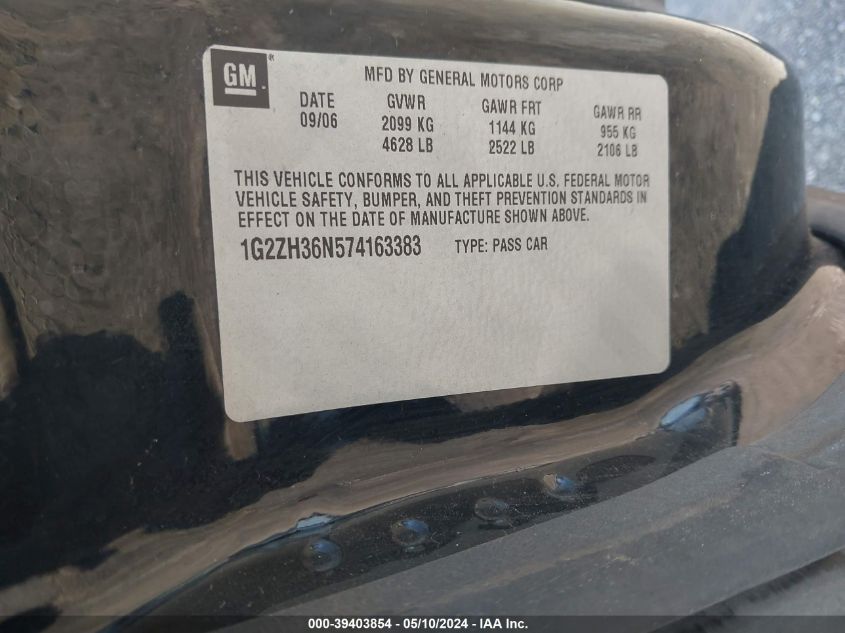 GM®
MFD BY GENERAL MOTORS CORP
DATE GVWR GAWR FRT GAWR RR
09/06 2099 KG 1144 KG 955 KG
4628 LB 2522 LB 2106 LB
THIS VEHICLE CONFORMS TO ALL APPLICABLE U.S. FEDERAL MOTOR
VEHICLE SAFETY, BUMPER, AND THEFT PREVENTION STANDARDS IN
EFFECT ON THE DATE OF MANUFACTURE SHOWN ABOVE.
1G2ZH36N574163383 TYPE: PASS CAR
000-39403854 - 05/10/2024 - IAA Inc.